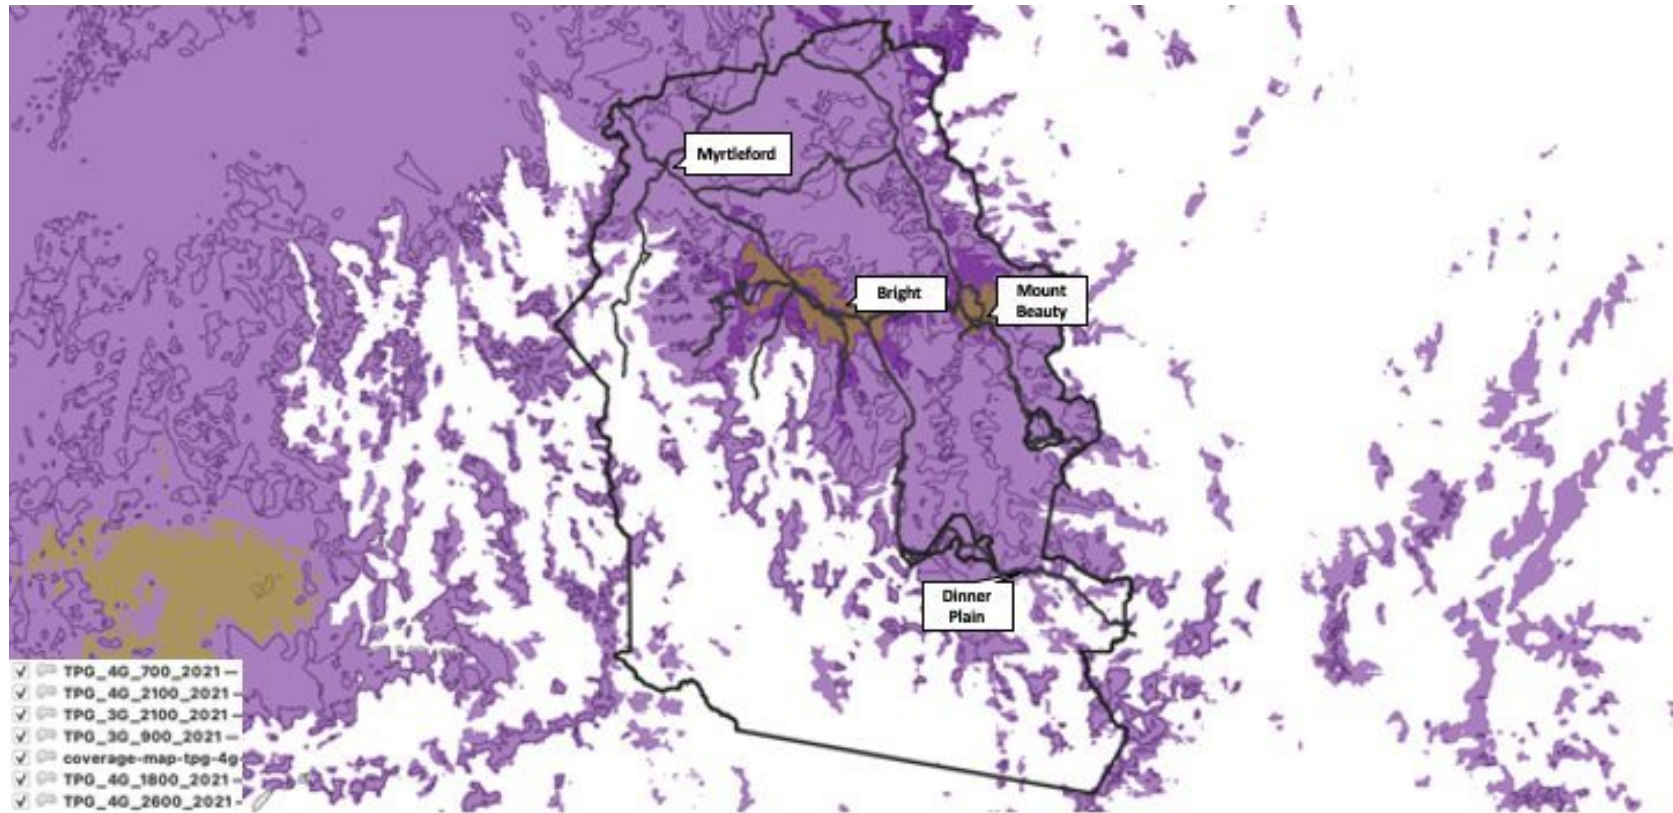 Myrtleford
Bright
Mount
Beauty
Dinner
Plain
TPG_4G_700_2021 —
TPG_4G_2100_2021 -
TPG_3G_2100_2021 -
TPG_3G_900_2021 —
coverage-map-tpg-4g-
TPG_4G_1800_2021 -
TPG_4G_2600_2021 -